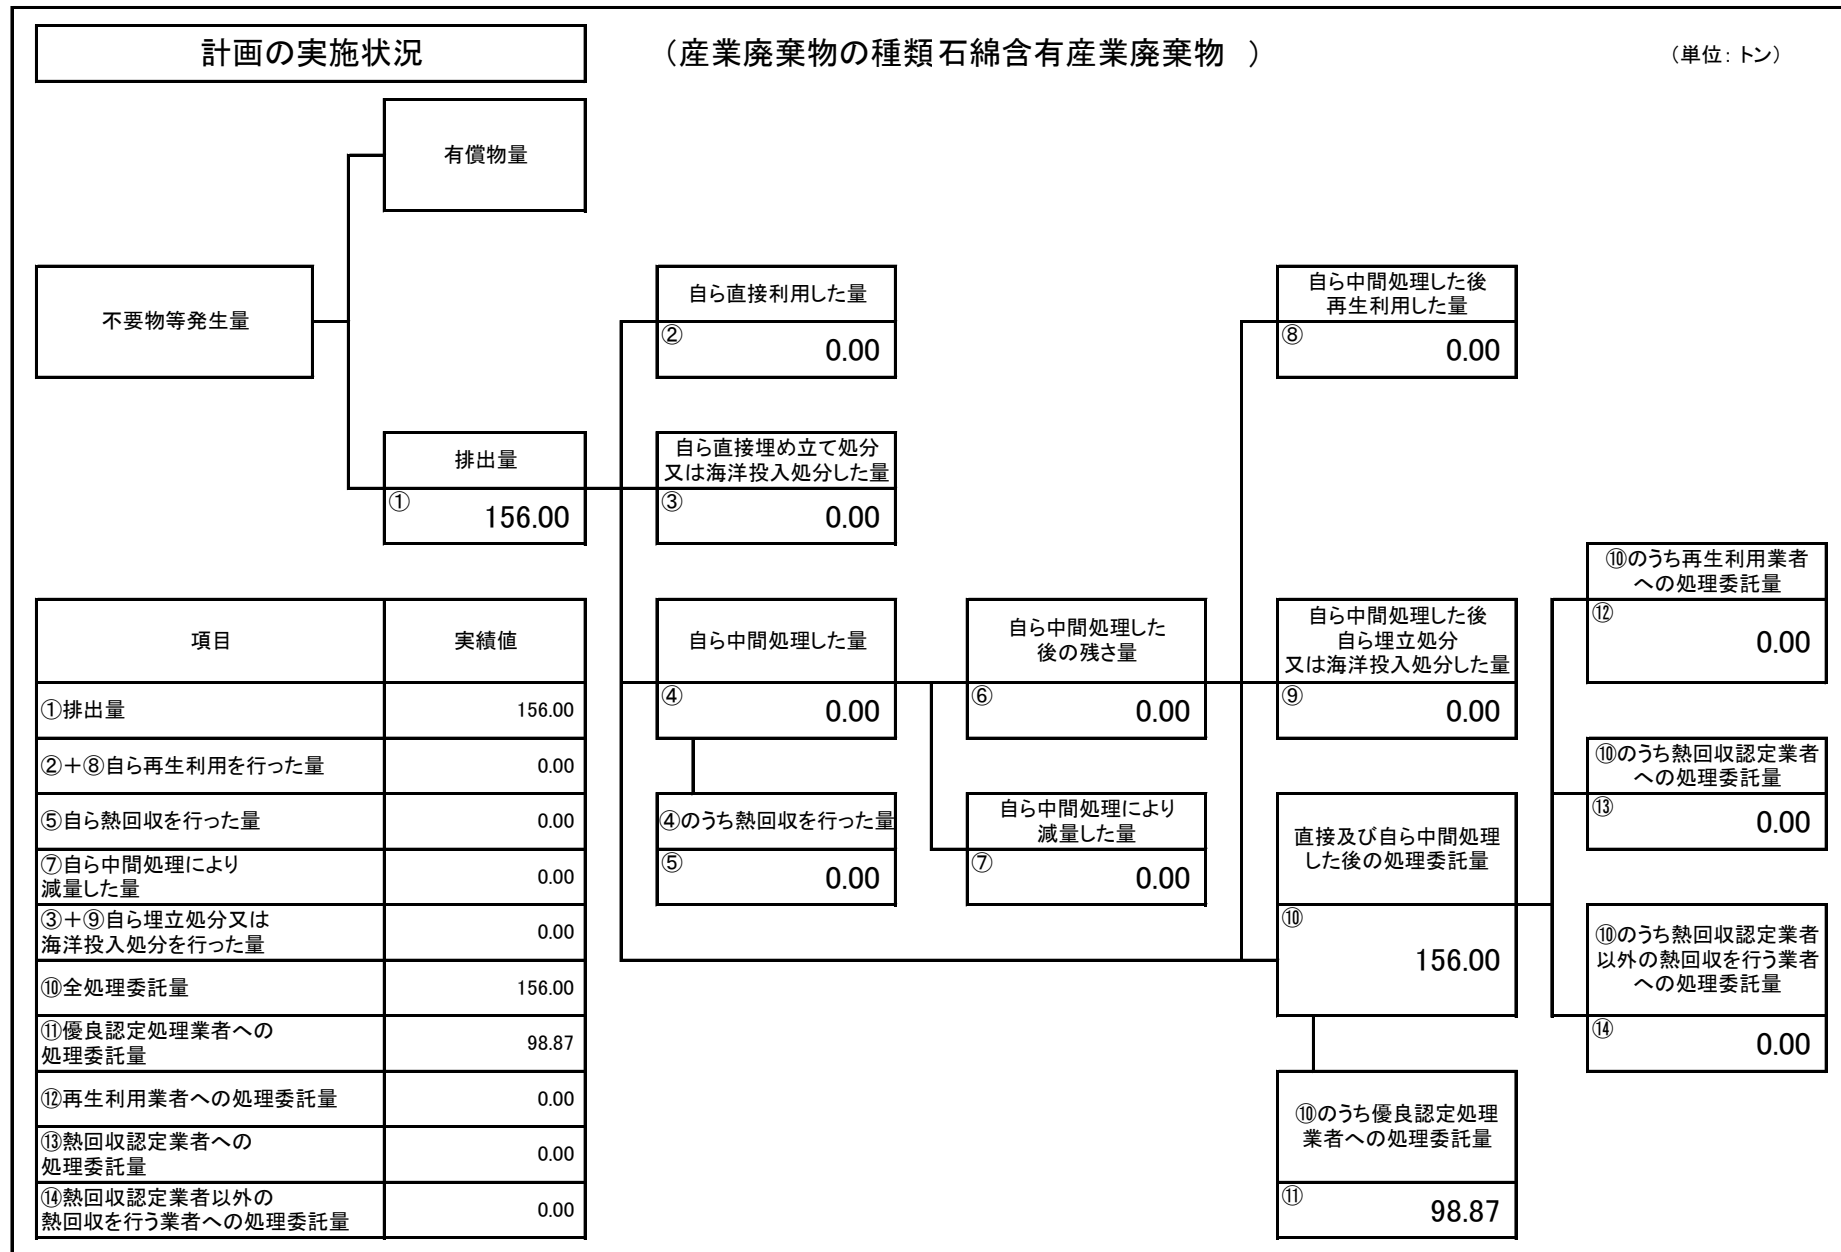 計画の実施状況
（産業廃棄物の種類石綿含有産業廃棄物　）
（単位：トン）
有償物量
不要物等発生量
自ら直接利用した量
②
0.00
自ら中間処理した後
再生利用した量
⑧
0.00
排出量
①
156.00
自ら直接埋め立て処分
又は海洋投入処分した量
③
0.00
⑩のうち再生利用業者
への処理委託量
⑫
0.00
自ら中間処理した量
④
0.00
自ら中間処理した
後の残さ量
⑥
0.00
自ら中間処理した後
自ら埋立処分
又は海洋投入処分した量
⑨
0.00
⑩のうち熱回収認定業者
への処理委託量
⑬
0.00
④のうち熱回収を行った量
⑤
0.00
自ら中間処理により
減量した量
⑦
0.00
直接及び自ら中間処理
した後の処理委託量
⑩
156.00
⑩のうち熱回収認定業者
以外の熱回収を行う業者
への処理委託量
⑭
0.00
⑩のうち優良認定処理
業者への処理委託量
⑪
98.87
項目
実績値
①排出量
156.00
②＋⑧自ら再生利用を行った量
0.00
⑤自ら熱回収を行った量
0.00
⑦自ら中間処理により
減量した量
0.00
③＋⑨自ら埋立処分又は
海洋投入処分を行った量
0.00
⑩全処理委託量
156.00
⑪優良認定処理業者への
処理委託量
98.87
⑫再生利用業者への処理委託量
0.00
⑬熱回収認定業者への
処理委託量
0.00
⑭熱回収認定業者以外の
熱回収を行う業者への処理委託量
0.00